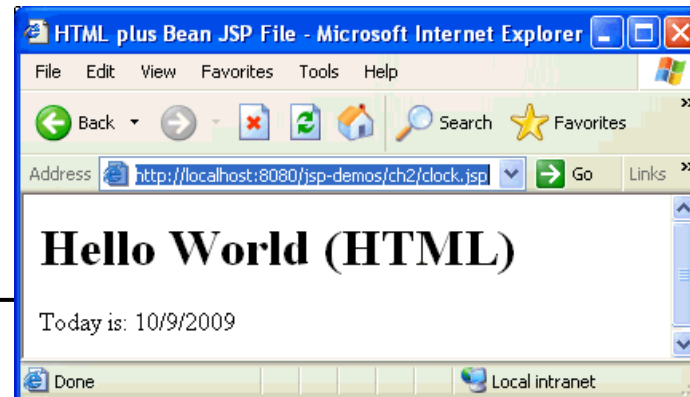 HTML plus Bean JSP File - Microsoft Internet Explorer
File Edit View Favorites Tools Help
Back Search Favorites »
Address http://localhost:8080/jsp-demos/ch2/clock.jsp Go Links »
Hello World (HTML)
Today is: 10/9/2009
Done Local intranet